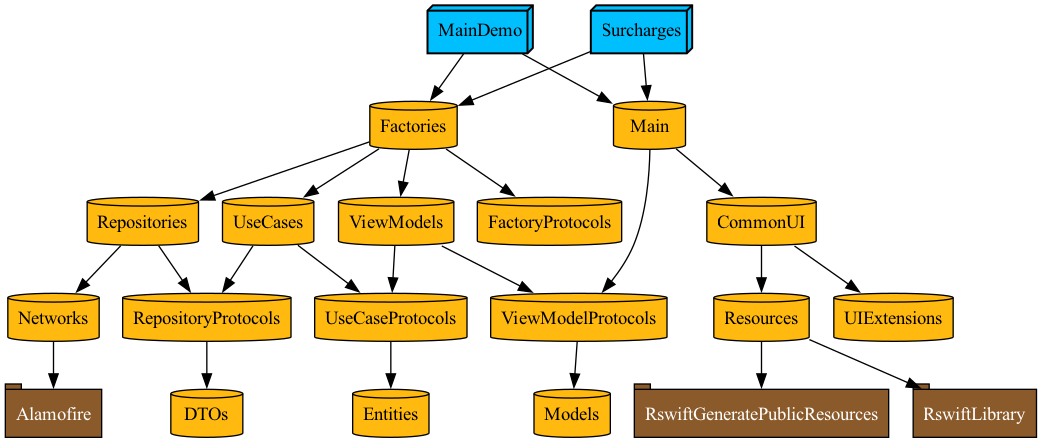 MainDemo
Surcharges
Factories
Main
Repositories
UseCases
ViewModels
FactoryProtocols
CommonUI
Networks
RepositoryProtocols
UseCaseProtocols
ViewModelProtocols
Resources
UIExtensions
Alamofire
DTOs
Entities
Models
RswiftGeneratePublicResources
RswiftLibrary